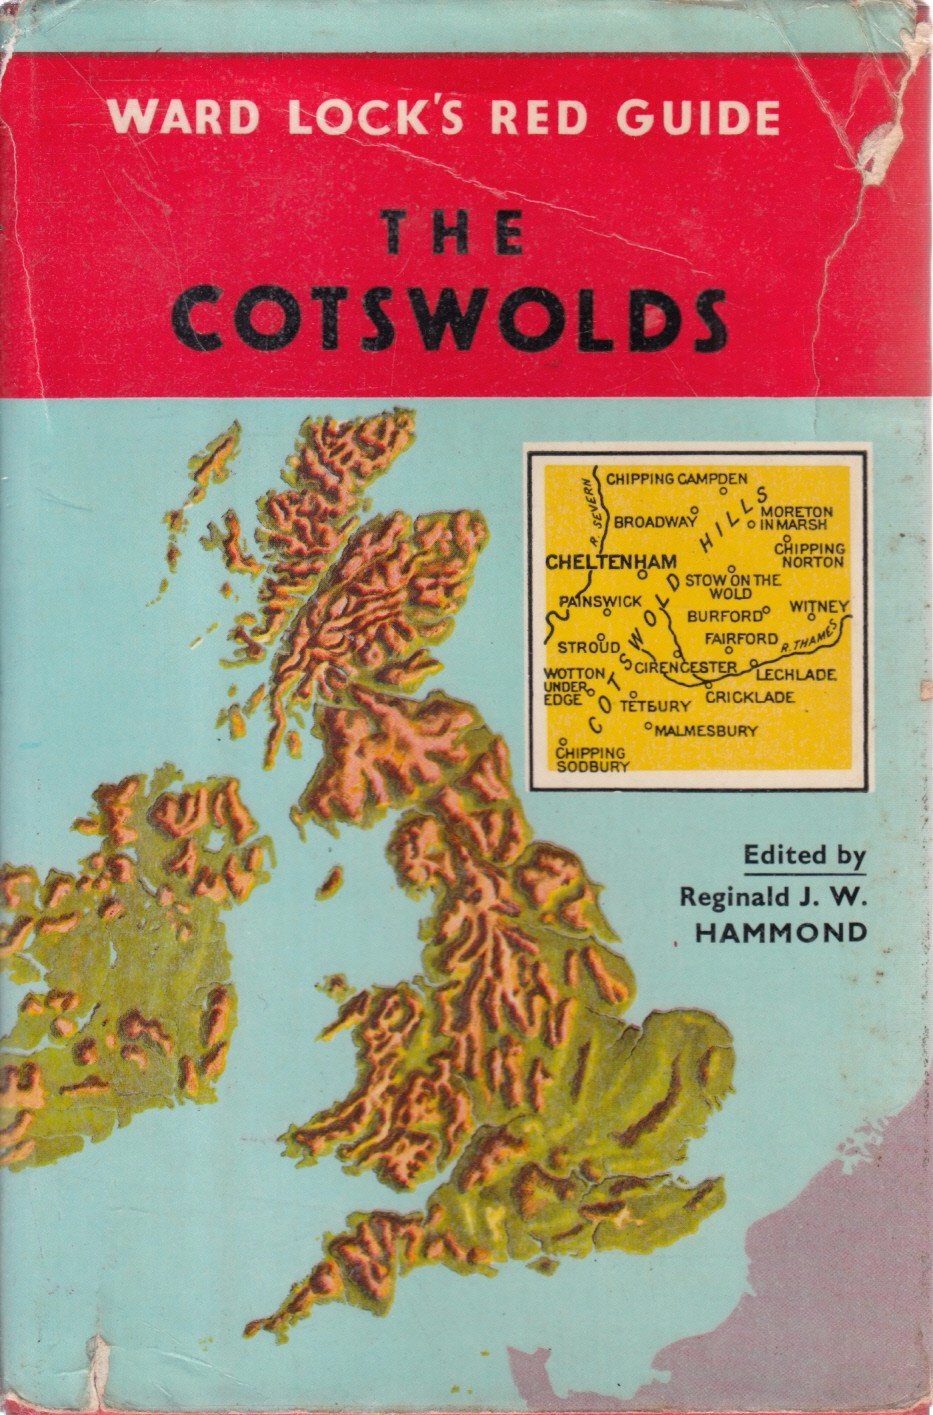 WARD LOCK'S RED GUIDE
THE
COTSWOLDS
CHIPPING CAMPDEN
R. SEVERN
BROADWAY
MORETON
IN MARSH
CHIPPING
NORTON
CHELTENHAM
COTSWOLD HILLS
STOW ON THE
WOLD
PAINSWICK
BURFORD
WITNEY
STROUD
FAIRFORD
R. THAMES
WOTTON
UNDER
EDGE
CIRENCESTER
LECHLADE
TETBURY
CRICKLADE
MALMESBURY
CHIPPING
SODBURY
Edited by
Reginald J. W.
HAMMOND